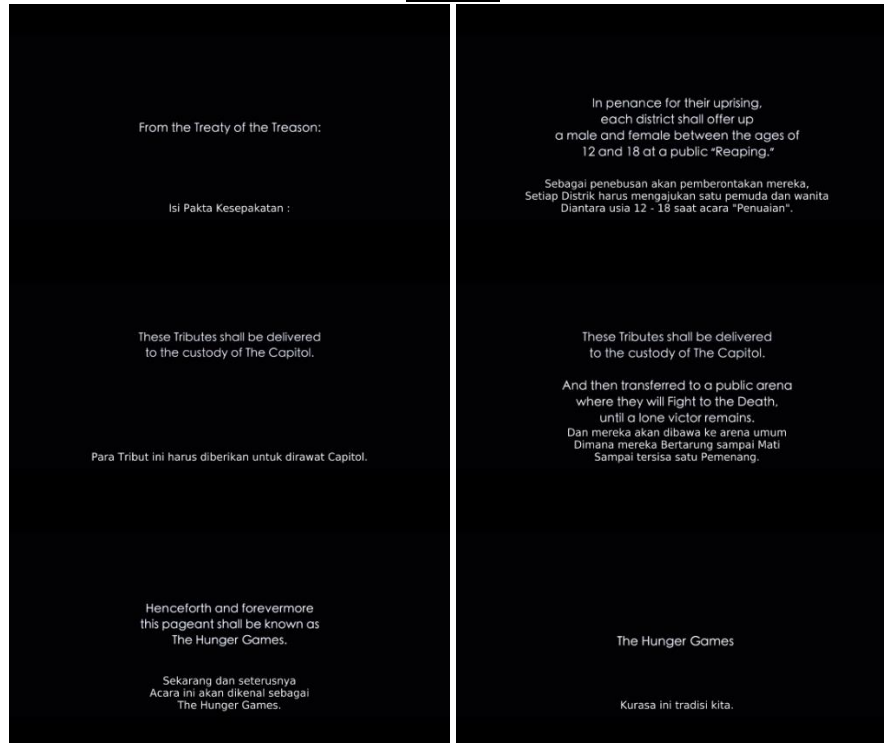 From the Treaty of the Treason:
Isi Pakta Kesepakatan :
In penance for their uprising,
each district shall offer up
a male and female between the ages of
12 and 18 at a public “Reaping.”
Sebagai penebusan akan pemberontakan mereka,
Setiap Distrik harus mengajukan satu pemuda dan wanita
Diantara usia 12 - 18 saat acara "Penuaian".
These Tributes shall be delivered
to the custody of The Capitol.
Para Tribut ini harus diberikan untuk dirawat Capitol.
These Tributes shall be delivered
to the custody of The Capitol.
And then transferred to a public arena
where they will Fight to the Death,
until a lone victor remains.
Dan mereka akan dibawa ke arena umum
Dimana mereka Bertarung sampai Mati
Sampai tersisa satu Pemenang.
Henceforth and forevermore
this pageant shall be known as
The Hunger Games.
Sekarang dan seterusnya
Acara ini akan dikenal sebagai
The Hunger Games.
The Hunger Games
Kurasa ini tradisi kita.